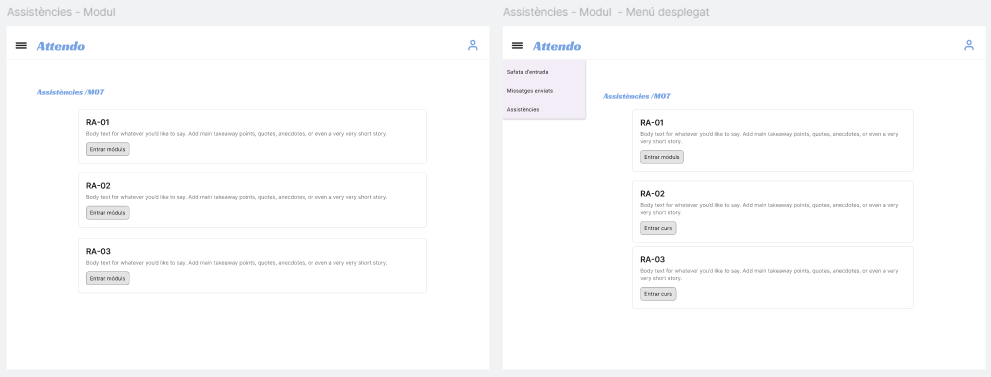 Assistències - Modul
Attendo
Assistències /M07
RA-01
Body text for whatever you'd like to say. Add main takeaway points, quotes, anecdotes, or even a very very short story.
Entrar mòduls
RA-02
Body text for whatever you'd like to say. Add main takeaway points, quotes, anecdotes, or even a very very short story.
Entrar mòduls
RA-03
Body text for whatever you'd like to say. Add main takeaway points, quotes, anecdotes, or even a very very short story.
Entrar mòduls
Assistències - Modul - Menú desplegat
Attendo
Safata d'entrada
Missatges enviats
Assistències
Assistències /M07
RA-01
Body text for whatever you'd like to say. Add main takeaway points, quotes, anecdotes, or even a very
very short story.
Entrar mòduls
RA-02
Body text for whatever you'd like to say. Add main takeaway points, quotes, anecdotes, or even a very
very short story.
Entrar curs
RA-03
Body text for whatever you'd like to say. Add main takeaway points, quotes, anecdotes, or even a very
very short story.
Entrar curs